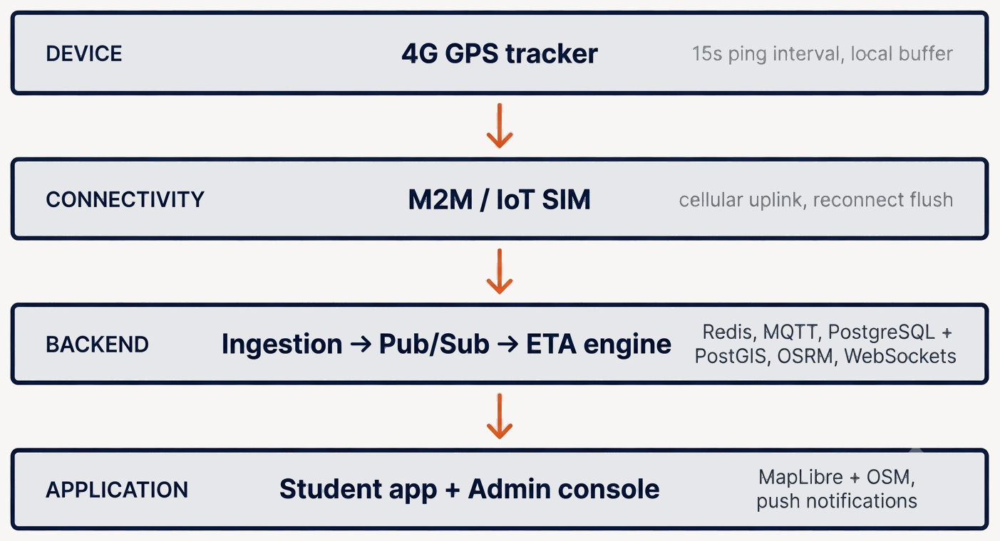 DEVICE
4G GPS tracker
15s ping interval, local buffer
CONNECTIVITY
M2M / IoT SIM
cellular uplink, reconnect flush
BACKEND
Ingestion → Pub/Sub → ETA engine
Redis, MQTT, PostgreSQL +
PostGIS, OSRM, WebSockets
APPLICATION
Student app + Admin console
MapLibre + OSM,
push notifications